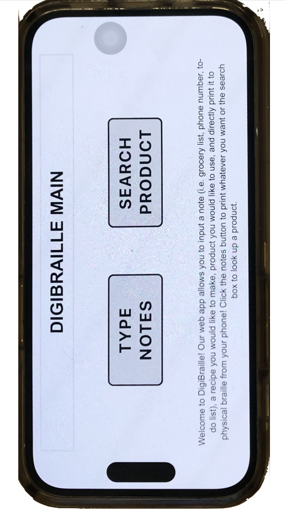 DIGIBRAILLE MAIN
TYPE
NOTES
SEARCH
PRODUCT
Welcome to DigiBraille! Our web app allows you to input a note (i.e. grocery list, phone number, to-
do list), a recipe you would like to make, product you would like to use, and directly print it to
physical braille from your phone! Click the notes button to print whatever you want or the search
box to look up a product.